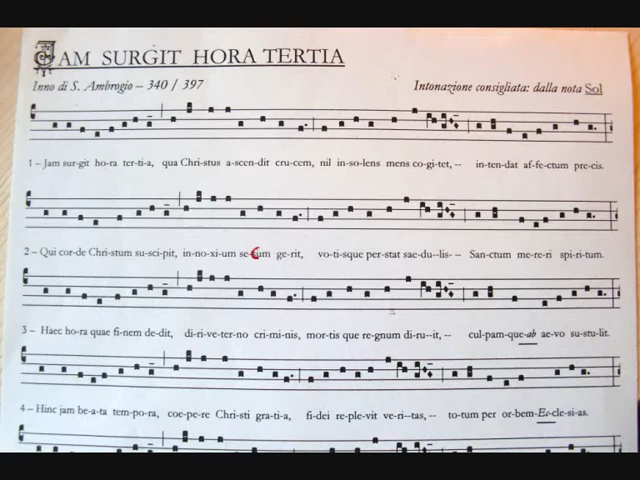 JAM SURGIT HORA TERTIA
Inno di S. Ambrogio – 340 / 397
Intonazione consigliata: dalla nota Sol
1 – Jam sur-git ho-ra ter-ti-a, qua Chri-stus a-scen-dit cru-cem, nil in-so-lens mens co-gi-tet, -- in-ten-dat af-fe-ctum pre-cis.
2 – Qui cor-de Chri-stum su-sci-pit, in-no-xi-um se-Cum ge-rit, vo-ti-sque per-stat sae-du--lis-- San-ctum me-re-ri spi-ri-tum.
3 – Haec ho-ra quae fi-nem de-dit, di-ri-ve-ter-no cri-mi-nis, mor-tis que re-gnum di-ru--it, -- cul-pam-que-ab ae-vo su-stu-lit.
4 – Hinc jam be-a-ta tem-po-ra, coe-pe-re Chri-sti gra-ti-a, fi-dei re-ple-vit ve-ri--tas, -- to-tum per or-bem-Ec-cle-si-as.